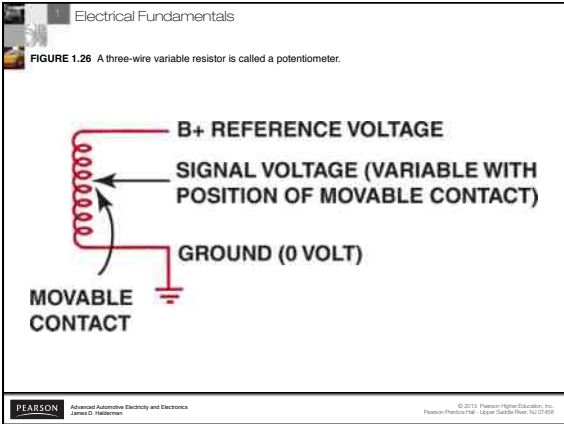 1 Electrical Fundamentals
FIGURE 1.26 A three-wire variable resistor is called a potentiometer.
B+ REFERENCE VOLTAGE
SIGNAL VOLTAGE (VARIABLE WITH
POSITION OF MOVABLE CONTACT)
GROUND (0 VOLT)
MOVABLE
CONTACT
PEARSON
Advanced Automotive Electricity and Electronics
James D. Halderman
© 2013 Pearson Higher Education, Inc.
Pearson Prentice Hall - Upper Saddle River, NJ 07458